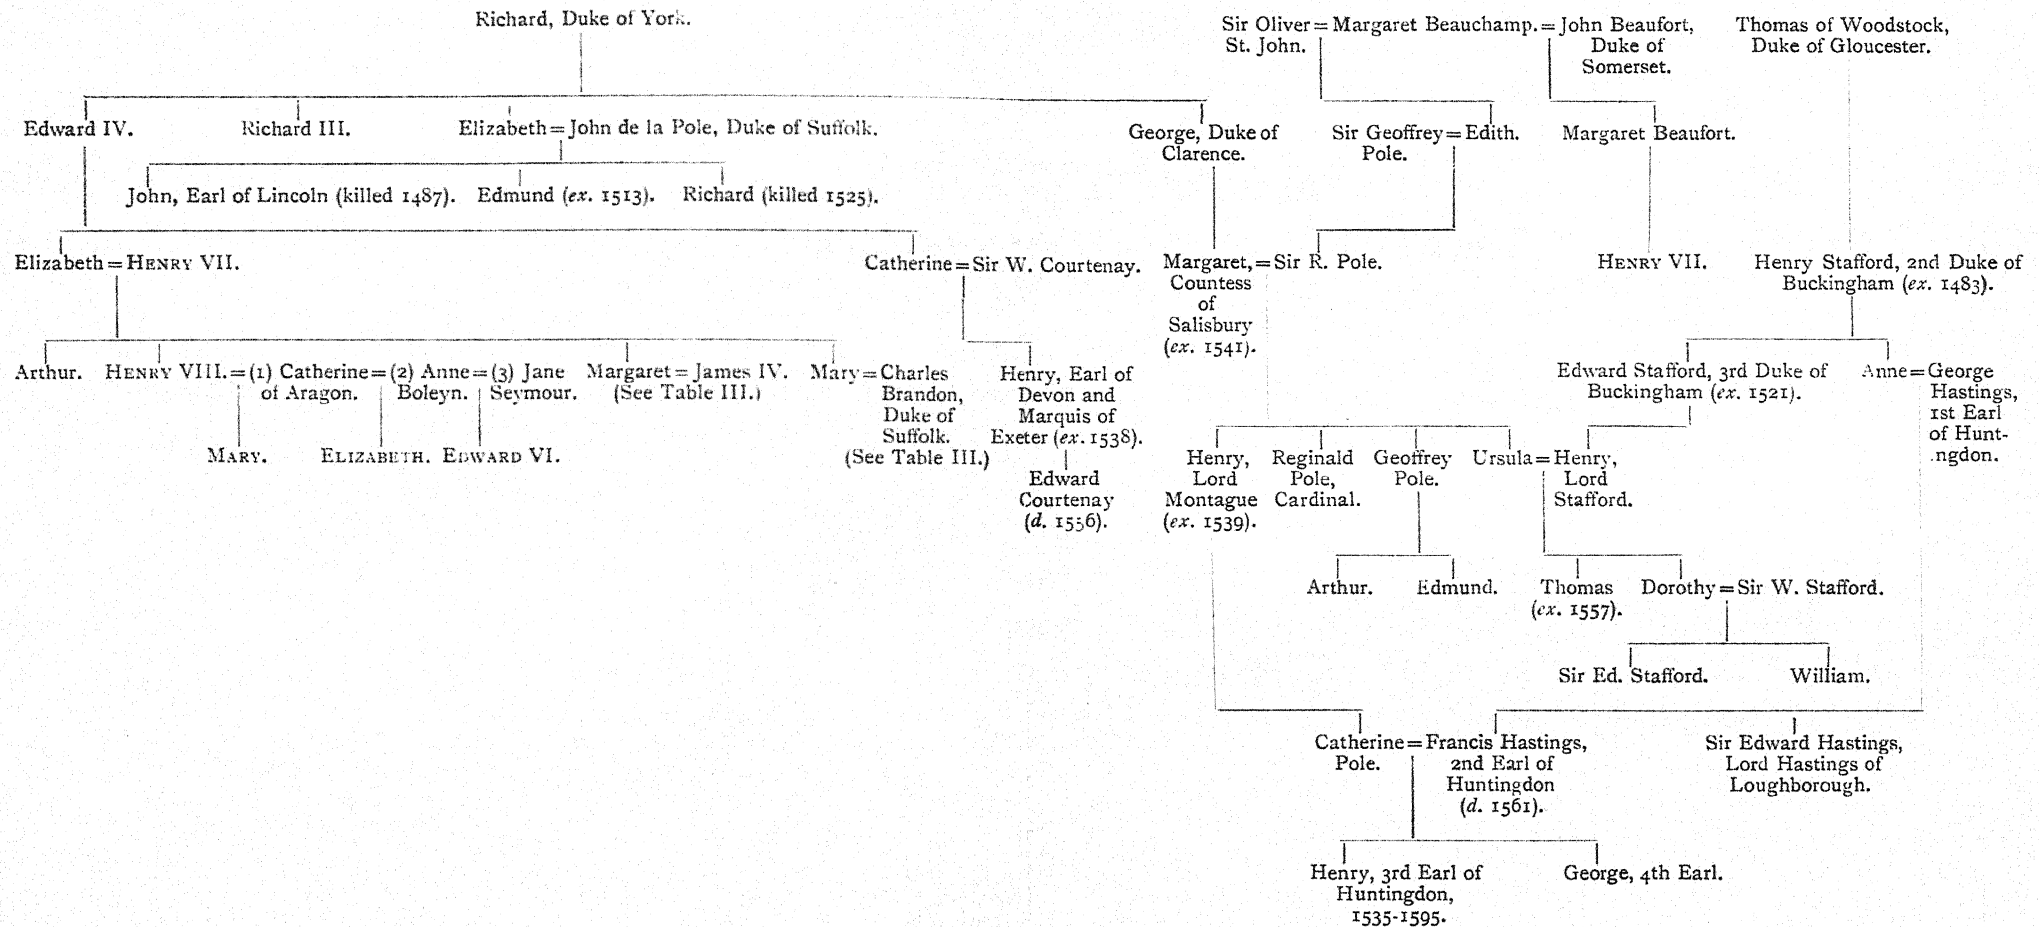 Richard, Duke of York.
Sir Oliver = Margaret Beauchamp. = John Beaufort,
St. John.
Duke of
Somerset.
Thomas of Woodstock,
Duke of Gloucester.
Edward IV.
Richard III.
Elizabeth = John de la Pole, Duke of Suffolk.
George, Duke of
Clarence.
Sir Geoffrey = Edith.
Pole.
Margaret Beaufort.
John, Earl of Lincoln (killed 1487).
Edmund (ex. 1513).
Richard (killed 1525).
Elizabeth = HENRY VII.
Catherine = Sir W. Courtenay.
Margaret, = Sir R. Pole.
Countess
of
Salisbury
(ex. 1541).
HENRY VII.
Henry Stafford, 2nd Duke of
Buckingham (ex. 1483).
Arthur.
HENRY VIII. = (1) Catherine = (2) Anne = (3) Jane
of Aragon.
Boleyn.
Seymour.
Margaret = James IV.
(See Table III.)
Mary = Charles
Brandon,
Duke of
Suffolk.
(See Table III.)
Henry, Earl of
Devon and
Marquis of
Exeter (ex. 1538).
Edward Stafford, 3rd Duke of
Buckingham (ex. 1521).
Anne = George
Hastings,
1st Earl
of Hunt-
ngdon.
MARY.
ELIZABETH.
EDWARD VI.
Edward
Courtenay
(d. 1556).
Henry,
Lord
Montague
(ex. 1539).
Reginald
Pole,
Cardinal.
Geoffrey
Pole.
Ursula = Henry,
Lord
Stafford.
Arthur.
Edmund.
Thomas
(ex. 1557).
Dorothy = Sir W. Stafford.
Sir Ed. Stafford.
William.
Catherine = Francis Hastings,
Pole.
2nd Earl of
Huntingdon
(d. 1561).
Sir Edward Hastings,
Lord Hastings of
Loughborough.
Henry, 3rd Earl of
Huntingdon,
1535-1595.
George, 4th Earl.